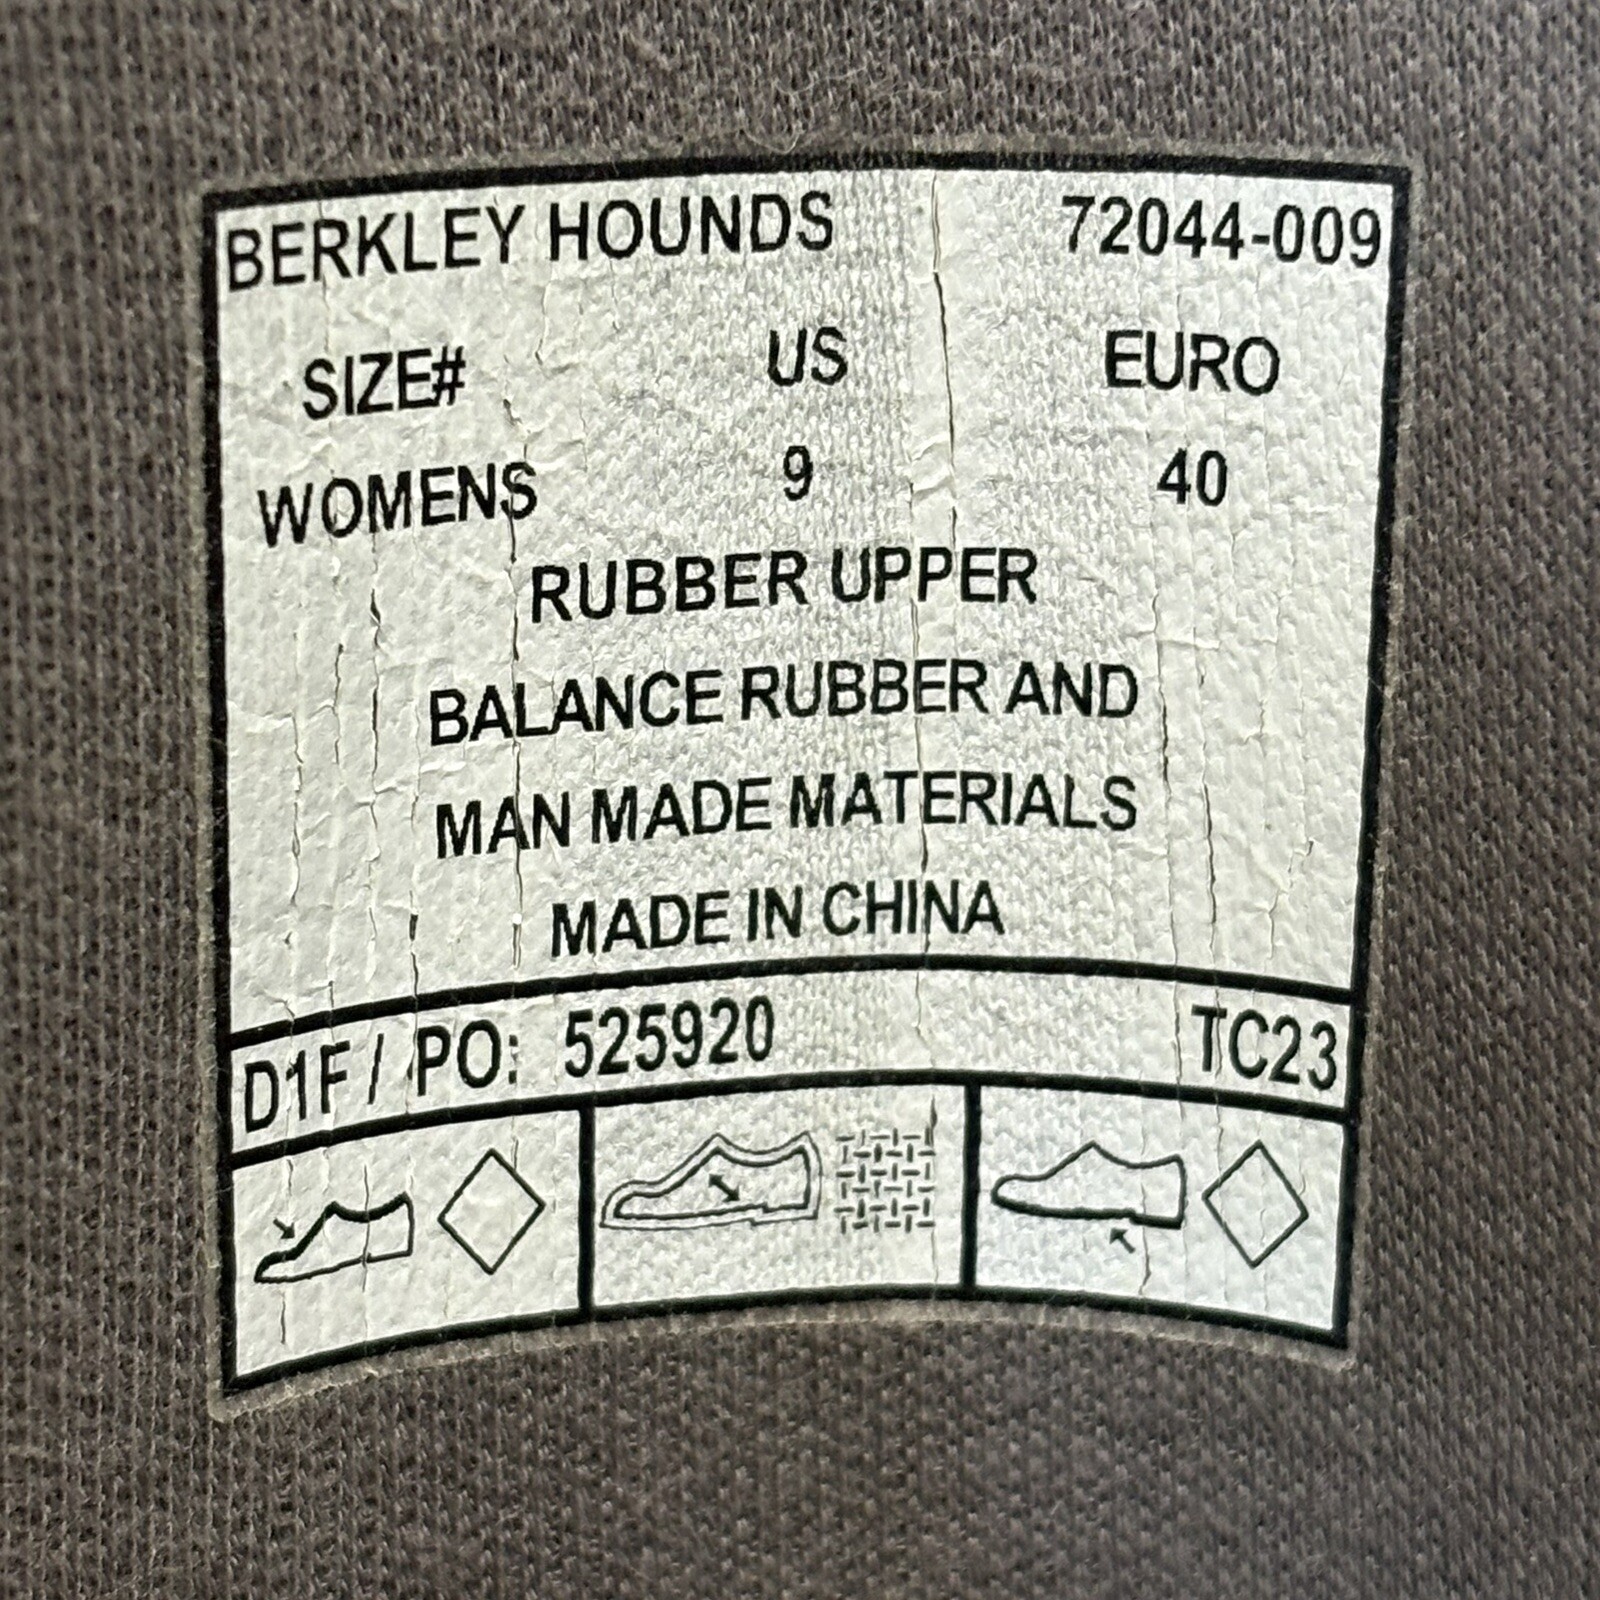 BERKLEY HOUNDS 72044-009
SIZE# US EURO
WOMENS 9 40
RUBBER UPPER
BALANCE RUBBER AND
MAN MADE MATERIALS
MADE IN CHINA
D1F / PO: 525920 TC23